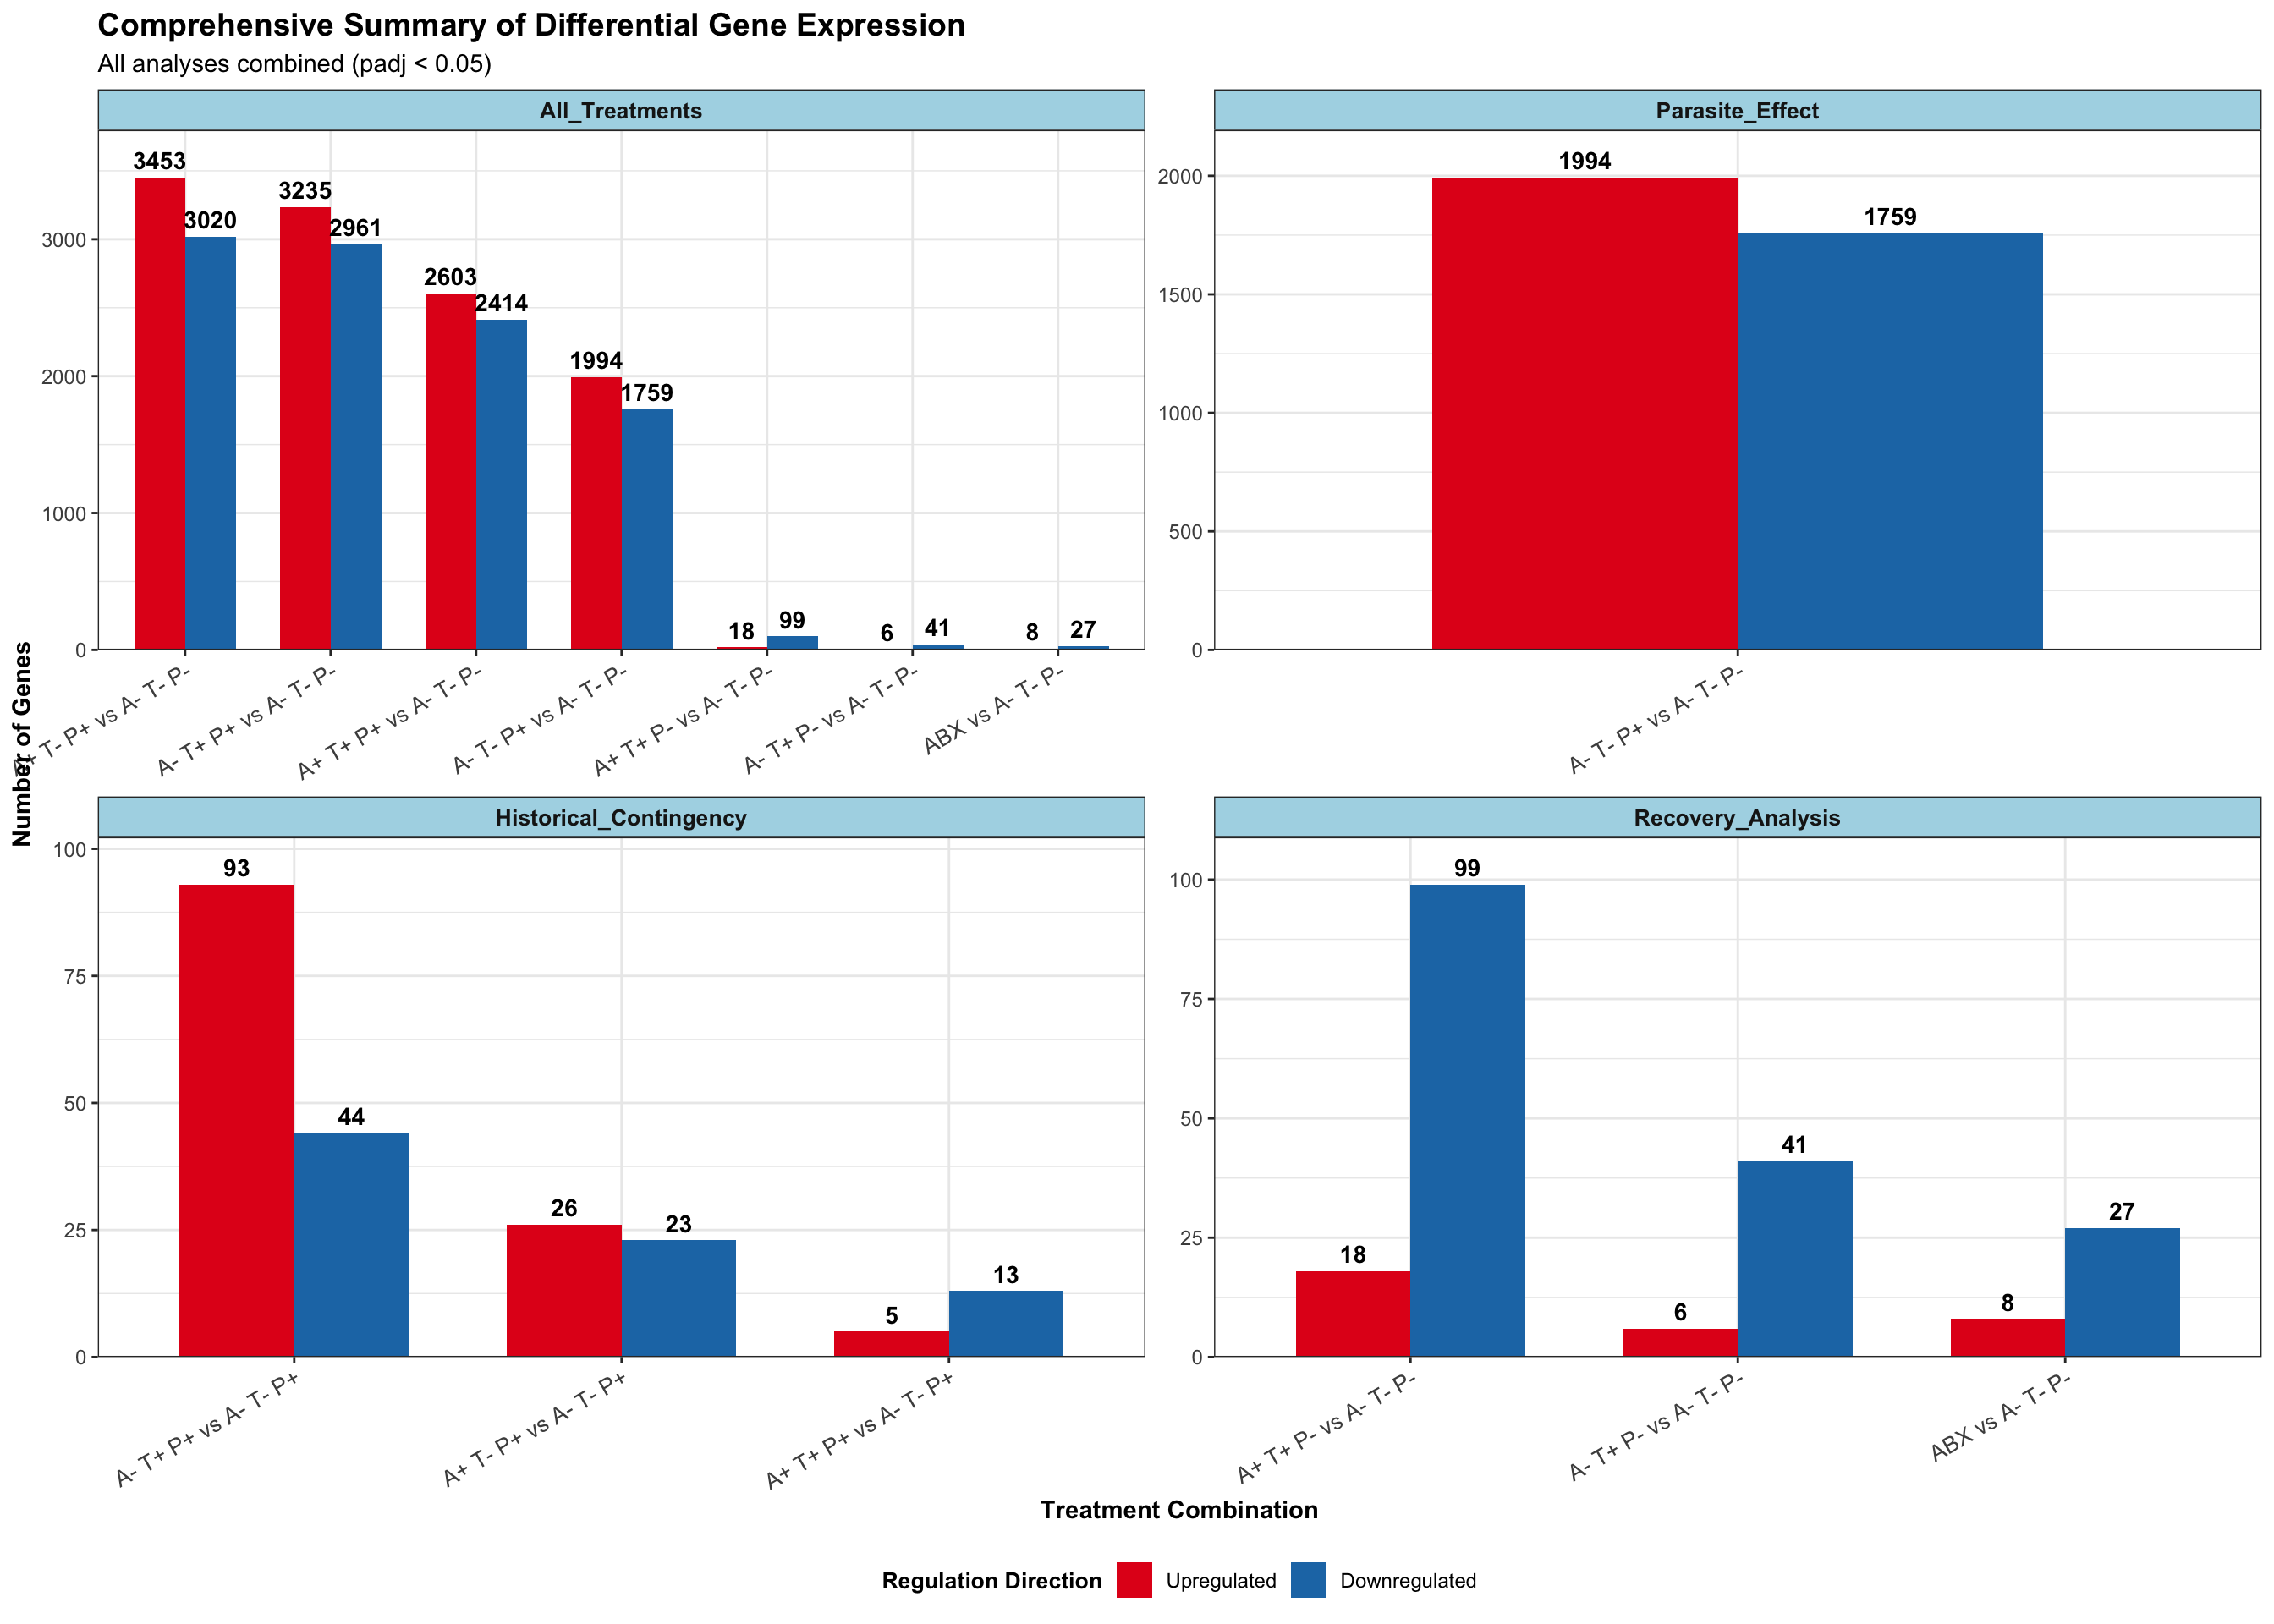 Comprehensive Summary of Differential Gene Expression
All analyses combined (padj < 0.05)
All_Treatments
3453
3020
3235
2961
2603
2414
1994
1759
18
99
6
41
8
27
3000
2000
1000
0
A+ T- P+ vs A- T- P-
A- T+ P+ vs A- T- P-
A+ T+ P+ vs A- T- P-
A- T- P+ vs A- T- P-
A+ T+ P- vs A- T- P-
A- T+ P- vs A- T- P-
ABX vs A- T- P-
Parasite_Effect
1994
1759
2000
1500
1000
500
0
A- T- P+ vs A- T- P-
Number of Genes
Historical_Contingency
93
44
26
23
5
13
100
75
50
25
0
A- T+ P+ vs A- T- P+
A+ T- P+ vs A- T- P+
A+ T+ P+ vs A- T- P+
Recovery_Analysis
99
18
6
41
8
27
100
75
50
25
0
A+ T+ P- vs A- T- P-
A- T+ P- vs A- T- P-
ABX vs A- T- P-
Treatment Combination
Regulation Direction Upregulated Downregulated